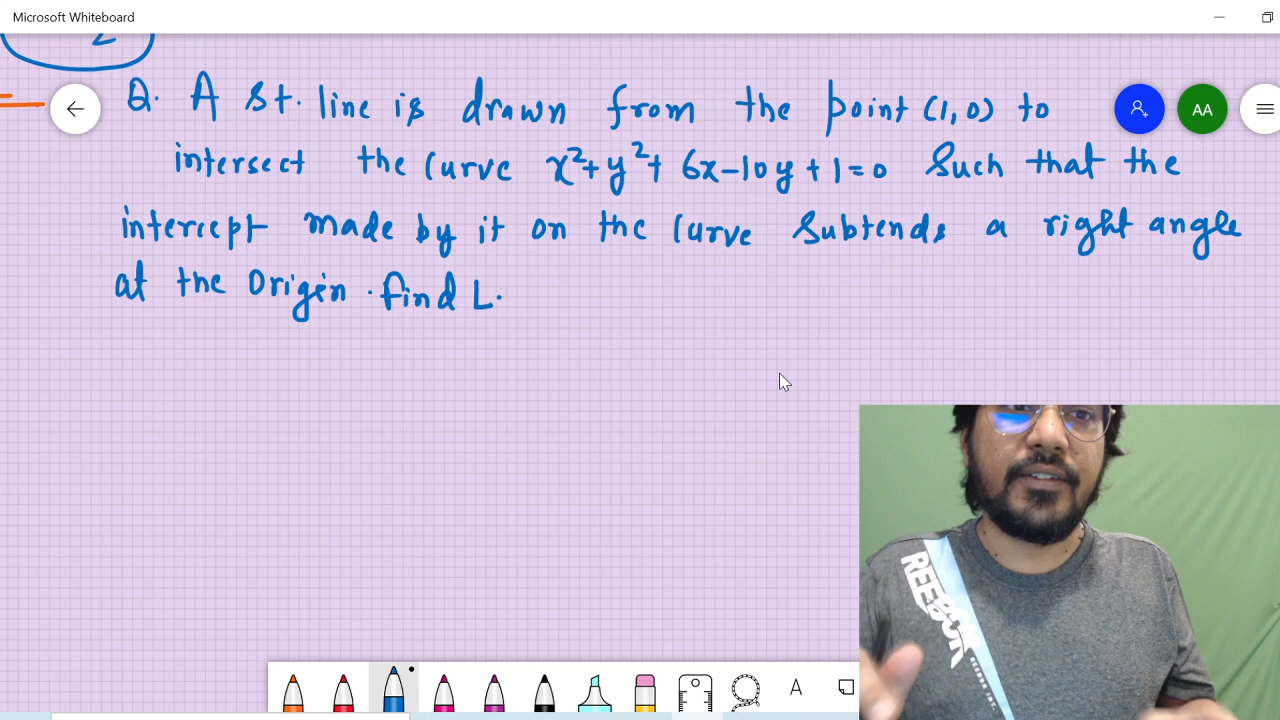 Microsoft Whiteboard
2
Q. A st. line is drawn from the point (1,0) to
AA
intersect the curve x²+y²+ 6x-10y+1=0 Such that the
intercept made by it on the curve Subtends a right angle
at the Origin. find L.
REEBOK
A